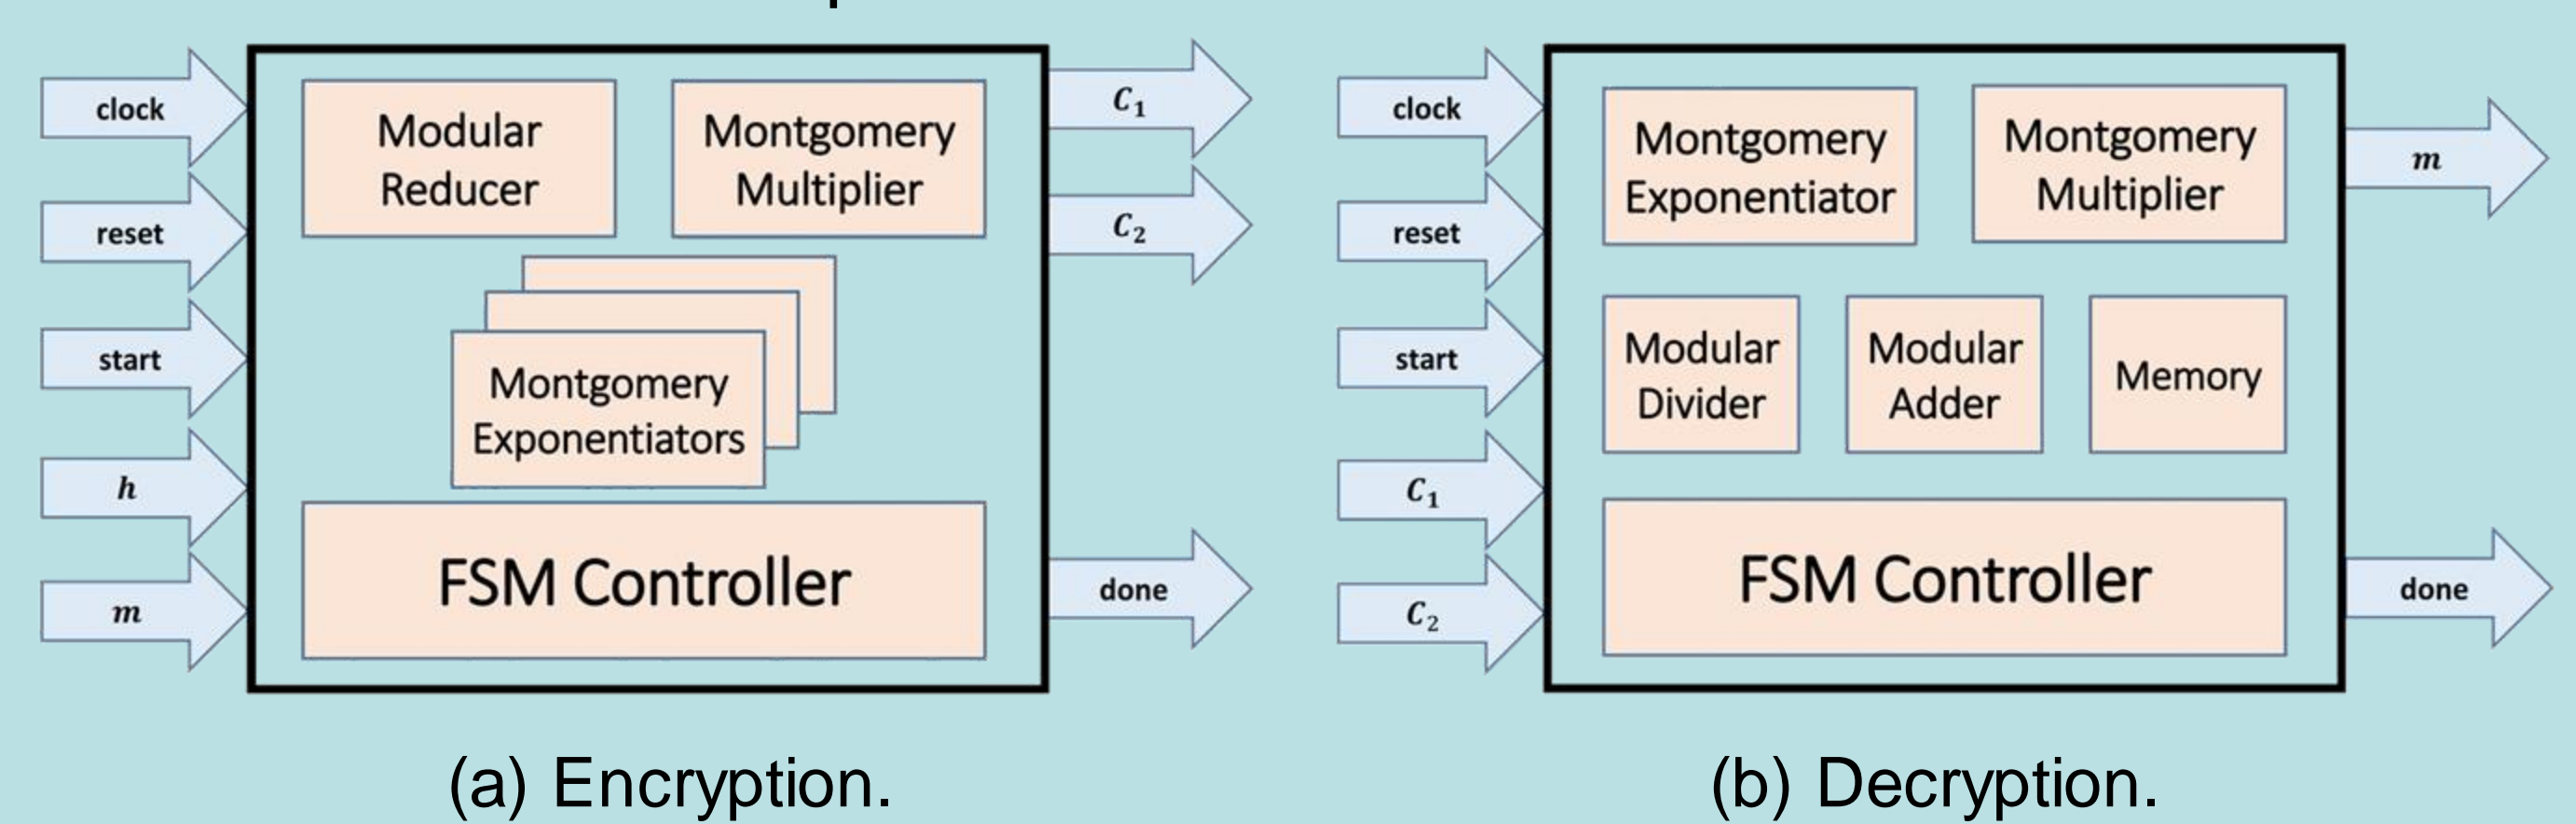 clock
reset
start
h
m
Modular
Reducer
Montgomery
Multiplier
Montgomery
Exponentiators
FSM Controller
C₁
C₂
done
(a) Encryption.
clock
reset
start
C₁
C₂
Montgomery
Exponentiator
Montgomery
Multiplier
Modular
Divider
Modular
Adder
Memory
FSM Controller
m
done
(b) Decryption.